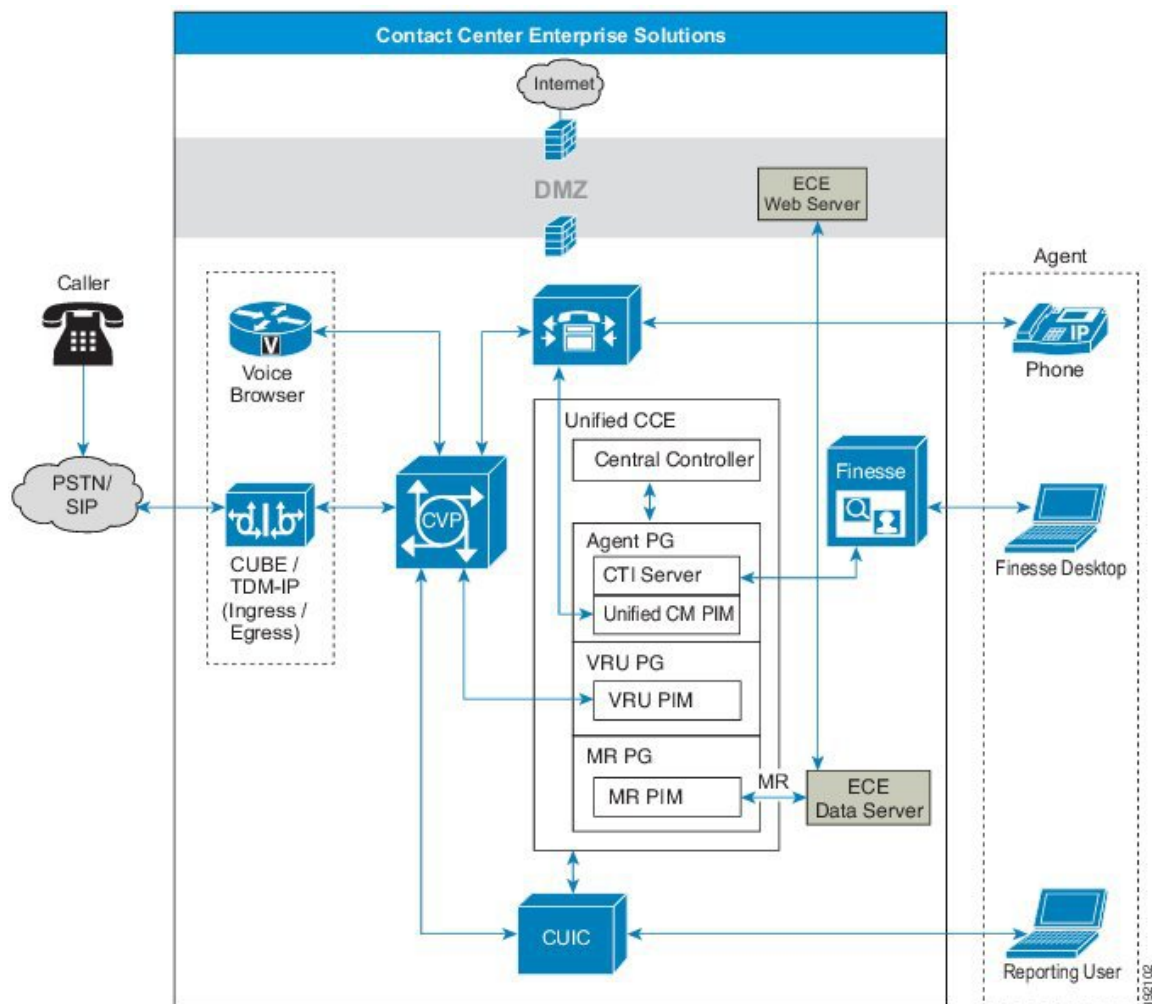 Contact Center Enterprise Solutions
Internet
DMZ
ECE
Web Server
Agent
Caller
IP
Phone
V
Voice
Browser
Unified CCE
Central Controller
Finesse
PSTN/
SIP
CVP
Agent PG
CTI Server
Finesse Desktop
CUBE /
TDM-IP
(Ingress /
Egress)
Unified CM PIM
VRU PG
VRU PIM
MR PG
MR
MR PIM
ECE
Data Server
CUIC
Reporting User